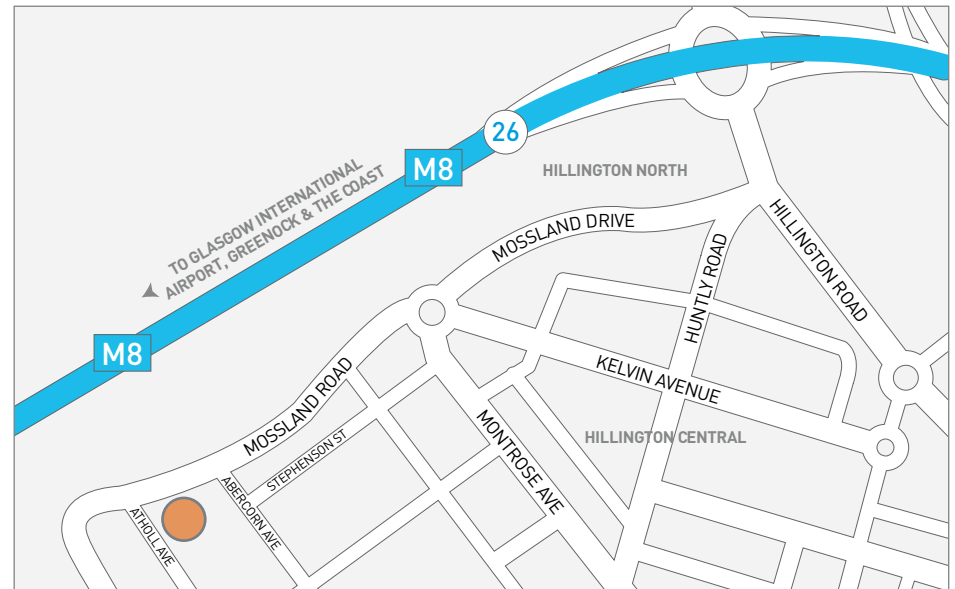 26
M8
HILLINGTON NORTH
TO GLASGOW INTERNATIONAL
AIRPORT, GREENOCK & THE COAST
MOSSLAND DRIVE
HILLINGTON ROAD
HUNTLY ROAD
M8
MOSSLAND ROAD
KELVIN AVENUE
HILLINGTON CENTRAL
MONTROSE AVE
STEPHENSON ST
ABERCORN AVE
ATHOLL AVE